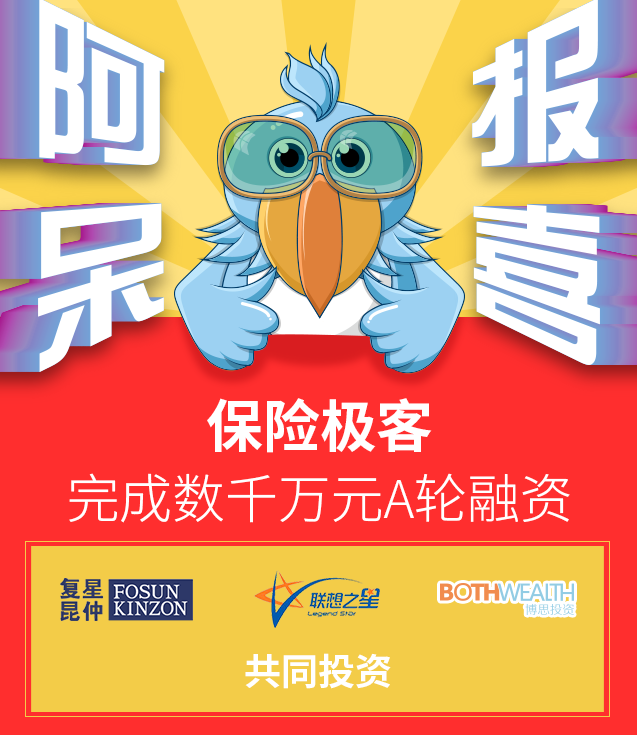 阿呆
报喜
保险极客
完成数千万元A轮融资
复星
昆仲
FOSUN
KINZON
联想之星
Legend Star
BOTHWEALTH
博思投资
共同投资